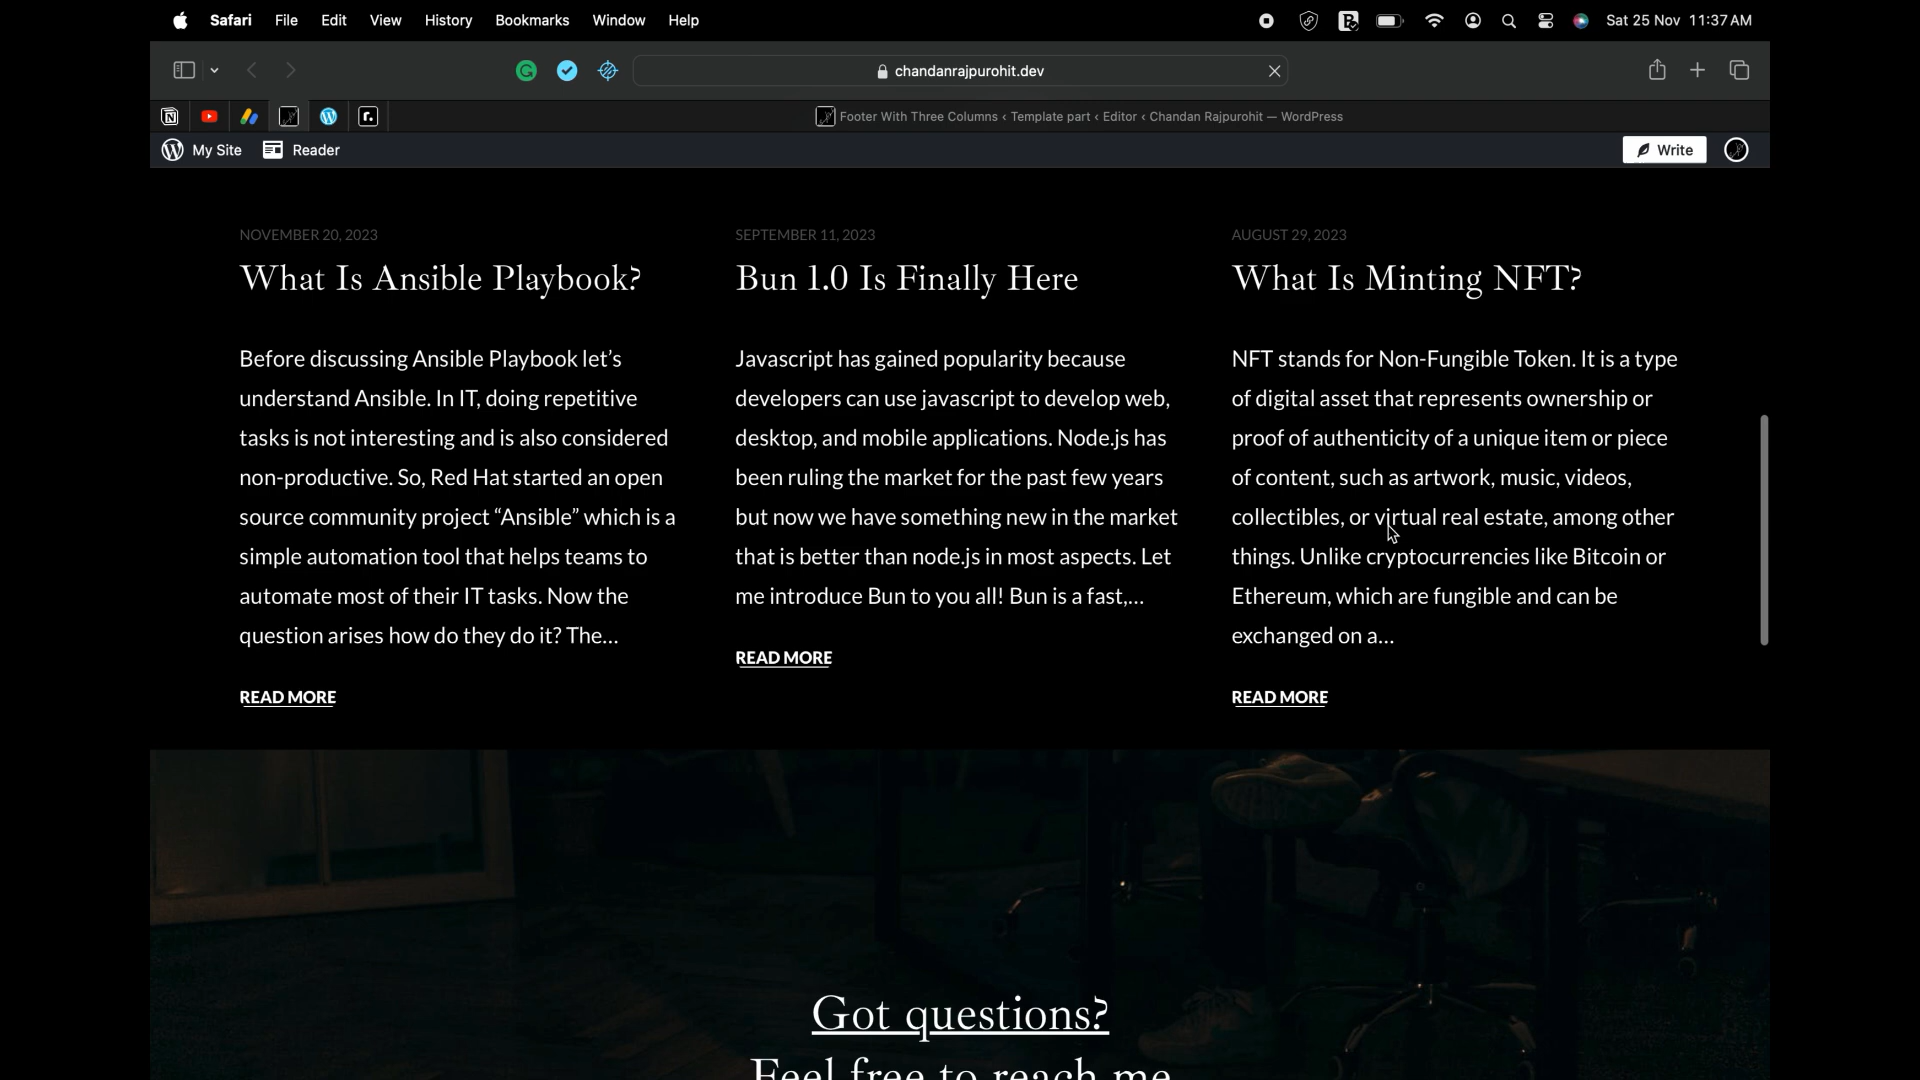 Safari File Edit View History Bookmarks Window Help Sat 25 Nov 11:37 AM
chandanrajpurohit.dev
Footer With Three Columns ‹ Template part ‹ Editor ‹ Chandan Rajpurohit — WordPress
My Site Reader Write
NOVEMBER 20, 2023
What Is Ansible Playbook?
Before discussing Ansible Playbook let’s
understand Ansible. In IT, doing repetitive
tasks is not interesting and is also considered
non-productive. So, Red Hat started an open
source community project “Ansible” which is a
simple automation tool that helps teams to
automate most of their IT tasks. Now the
question arises how do they do it? The…
READ MORE
SEPTEMBER 11, 2023
Bun 1.0 Is Finally Here
Javascript has gained popularity because
developers can use javascript to develop web,
desktop, and mobile applications. Node.js has
been ruling the market for the past few years
but now we have something new in the market
that is better than node.js in most aspects. Let
me introduce Bun to you all! Bun is a fast,…
READ MORE
AUGUST 29, 2023
What Is Minting NFT?
NFT stands for Non-Fungible Token. It is a type
of digital asset that represents ownership or
proof of authenticity of a unique item or piece
of content, such as artwork, music, videos,
collectibles, or virtual real estate, among other
things. Unlike cryptocurrencies like Bitcoin or
Ethereum, which are fungible and can be
exchanged on a…
READ MORE
Got questions?
Feel free to reach me